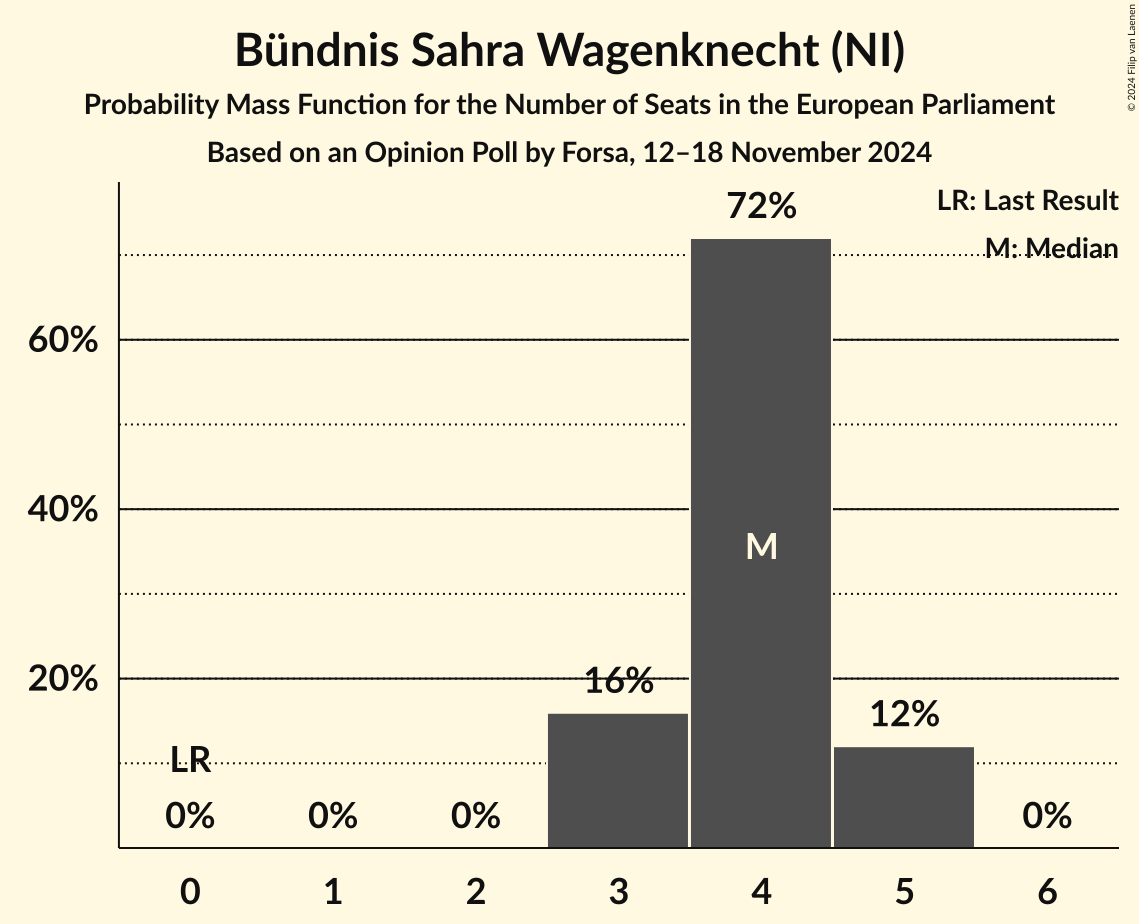 Bündnis Sahra Wagenknecht (NI)
Probability Mass Function for the Number of Seats in the European Parliament
Based on an Opinion Poll by Forsa, 12–18 November 2024
© 2024 Filip van Laenen
LR: Last Result
M: Median
72%
60%
40%
M
20%
16%
12%
LR
0%
0%
0%
0%
0
1
2
3
4
5
6